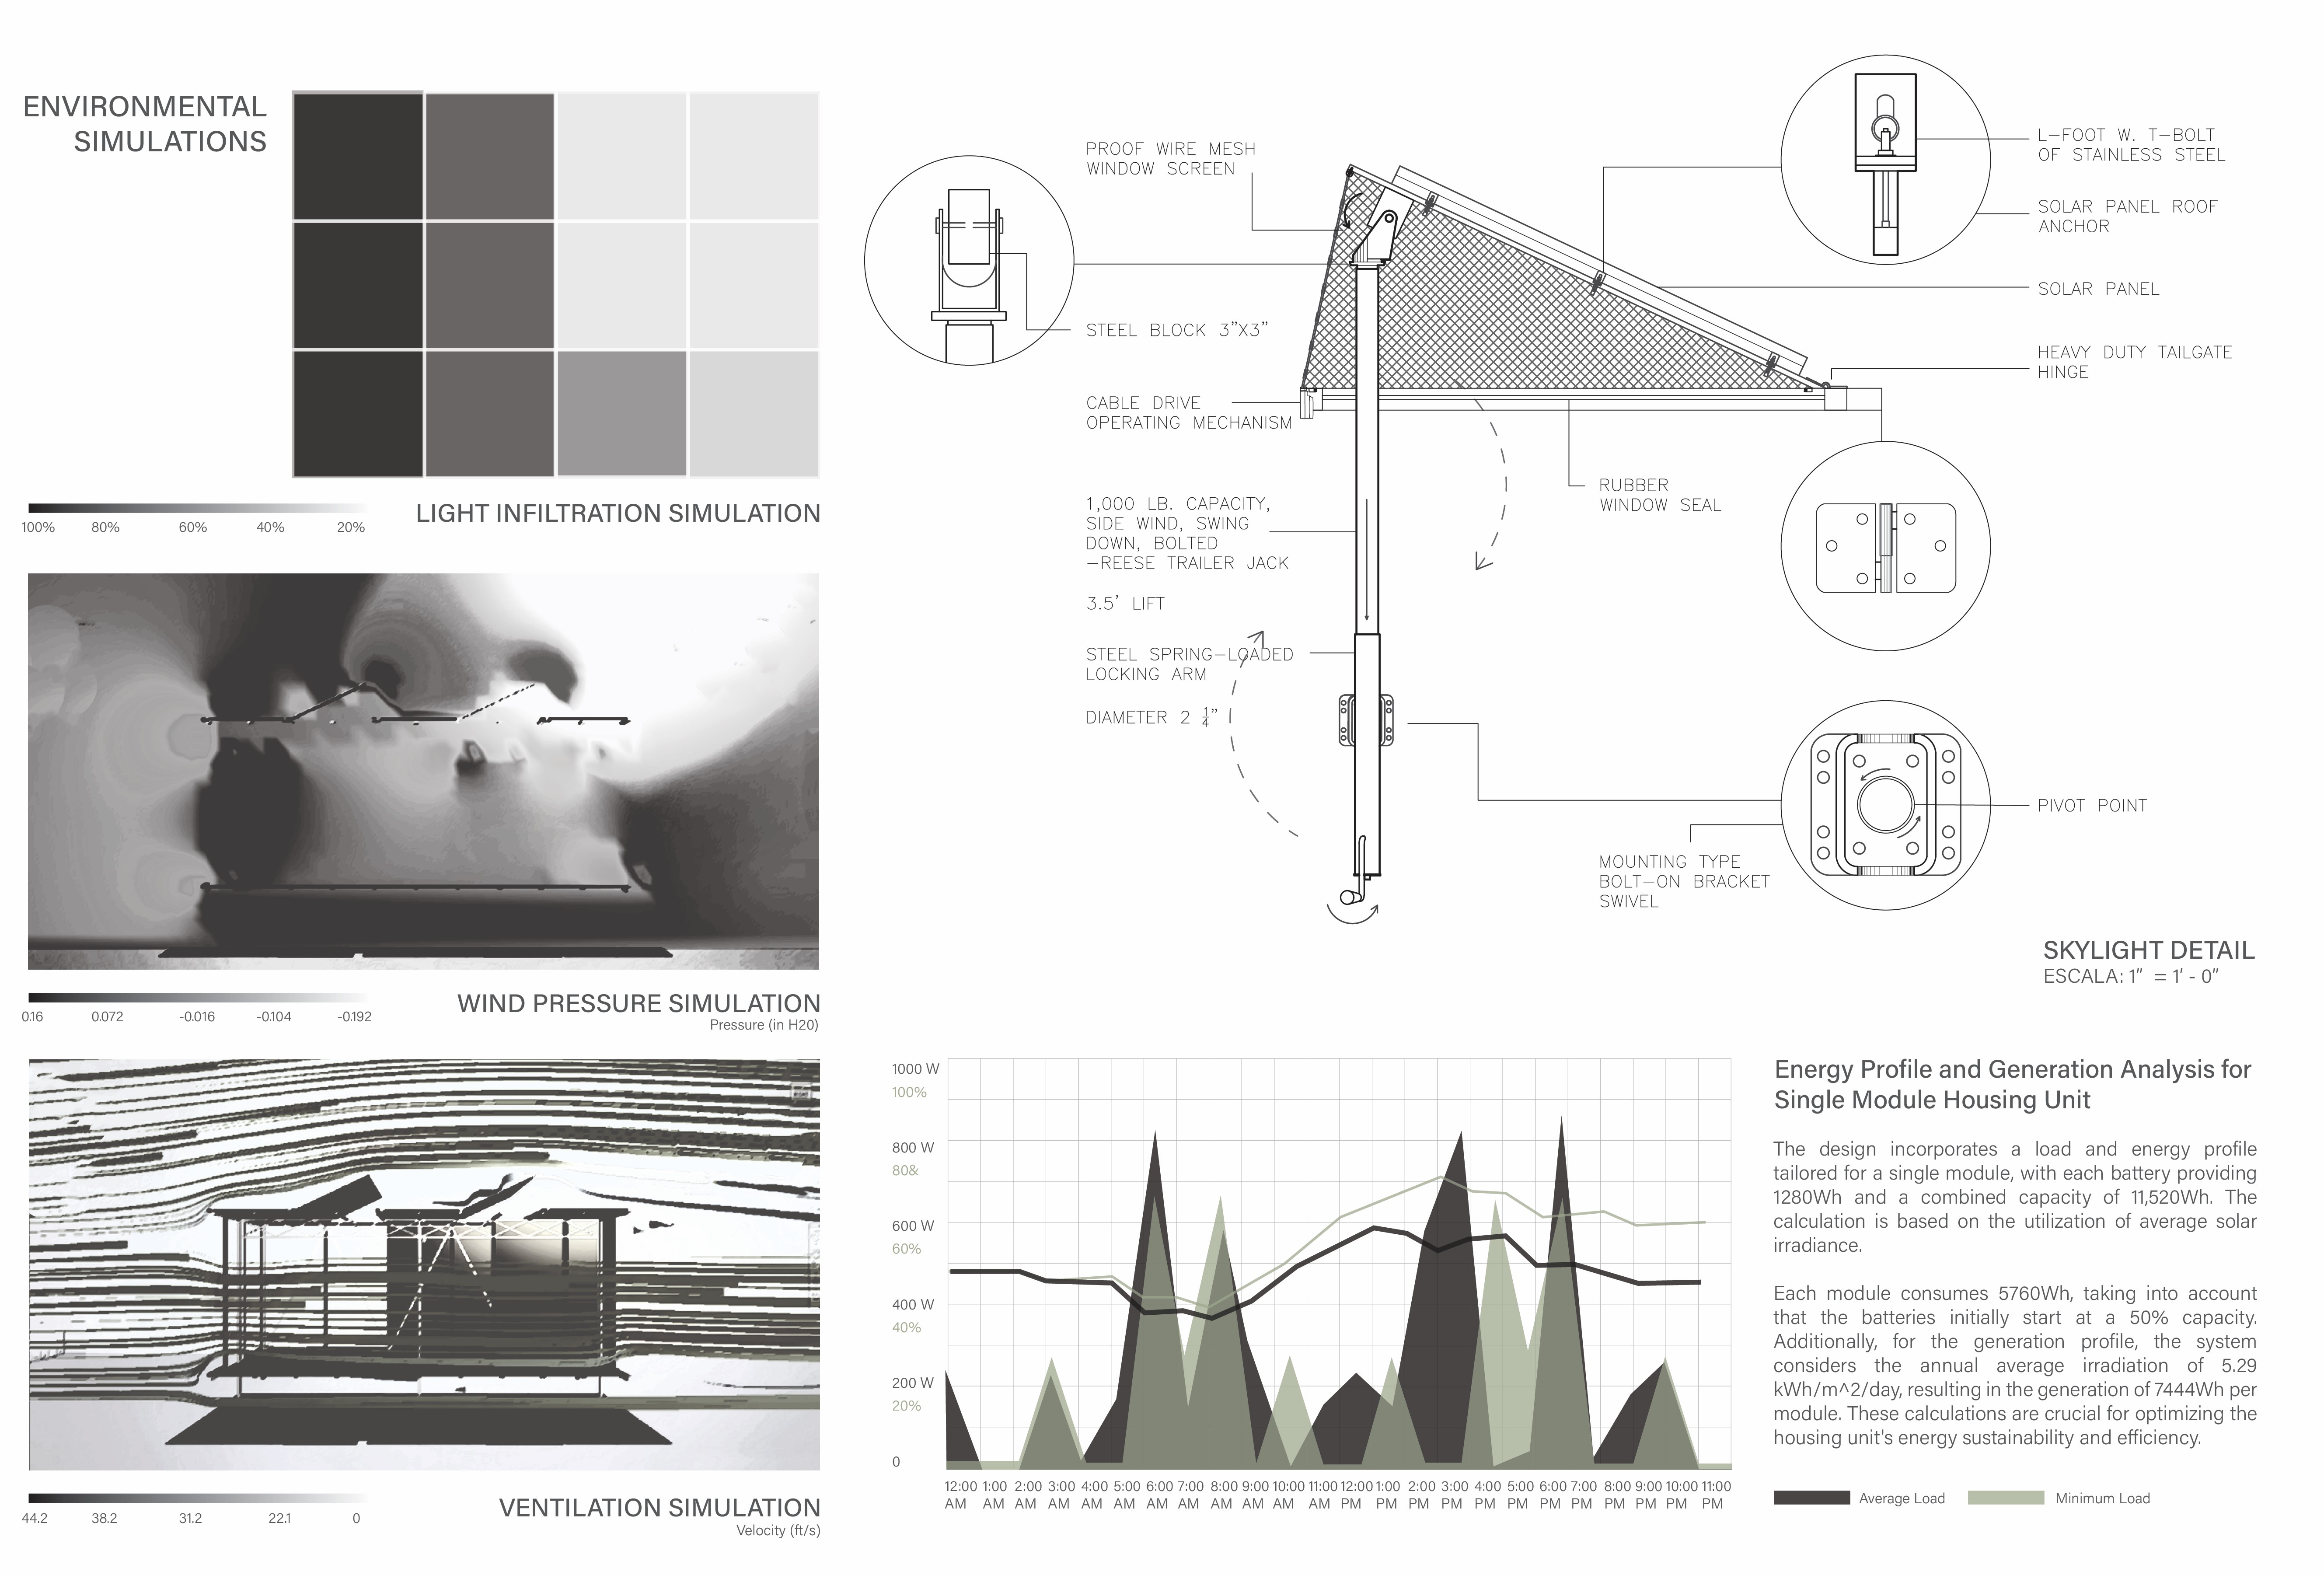 ENVIRONMENTAL
SIMULATIONS
100% 80% 60% 40% 20%
LIGHT INFILTRATION SIMULATION
0.16 0.072 -0.016 -0.104 -0.192
WIND PRESSURE SIMULATION
Pressure (in H20)
44.2 38.2 31.2 22.1 0
VENTILATION SIMULATION
Velocity (ft/s)
PROOF WIRE MESH
WINDOW SCREEN
STEEL BLOCK 3”X3”
CABLE DRIVE
OPERATING MECHANISM
1,000 LB. CAPACITY,
SIDE WIND, SWING
DOWN, BOLTED
-REESE TRAILER JACK
3.5’ LIFT
STEEL SPRING-LOADED
LOCKING ARM
DIAMETER 2 1/4”
L-FOOT W. T-BOLT
OF STAINLESS STEEL
SOLAR PANEL ROOF
ANCHOR
SOLAR PANEL
HEAVY DUTY TAILGATE
HINGE
RUBBER
WINDOW SEAL
PIVOT POINT
MOUNTING TYPE
BOLT-ON BRACKET
SWIVEL
SKYLIGHT DETAIL
ESCALA: 1” = 1’ - 0”
1000 W
100%
800 W
80&
600 W
60%
400 W
40%
200 W
20%
0
12:00 1:00 2:00 3:00 4:00 5:00 6:00 7:00 8:00 9:00 10:00 11:00 12:00 1:00 2:00 3:00 4:00 5:00 6:00 7:00 8:00 9:00 10:00 11:00
AM AM AM AM AM AM AM AM AM AM AM AM PM PM PM PM PM PM PM PM PM PM PM PM
Energy Profile and Generation Analysis for
Single Module Housing Unit
The design incorporates a load and energy profile
tailored for a single module, with each battery providing
1280Wh and a combined capacity of 11,520Wh. The
calculation is based on the utilization of average solar
irradiance.
Each module consumes 5760Wh, taking into account
that the batteries initially start at a 50% capacity.
Additionally, for the generation profile, the system
considers the annual average irradiation of 5.29
kWh/m^2/day, resulting in the generation of 7444Wh per
module. These calculations are crucial for optimizing the
housing unit's energy sustainability and efficiency.
Average Load
Minimum Load